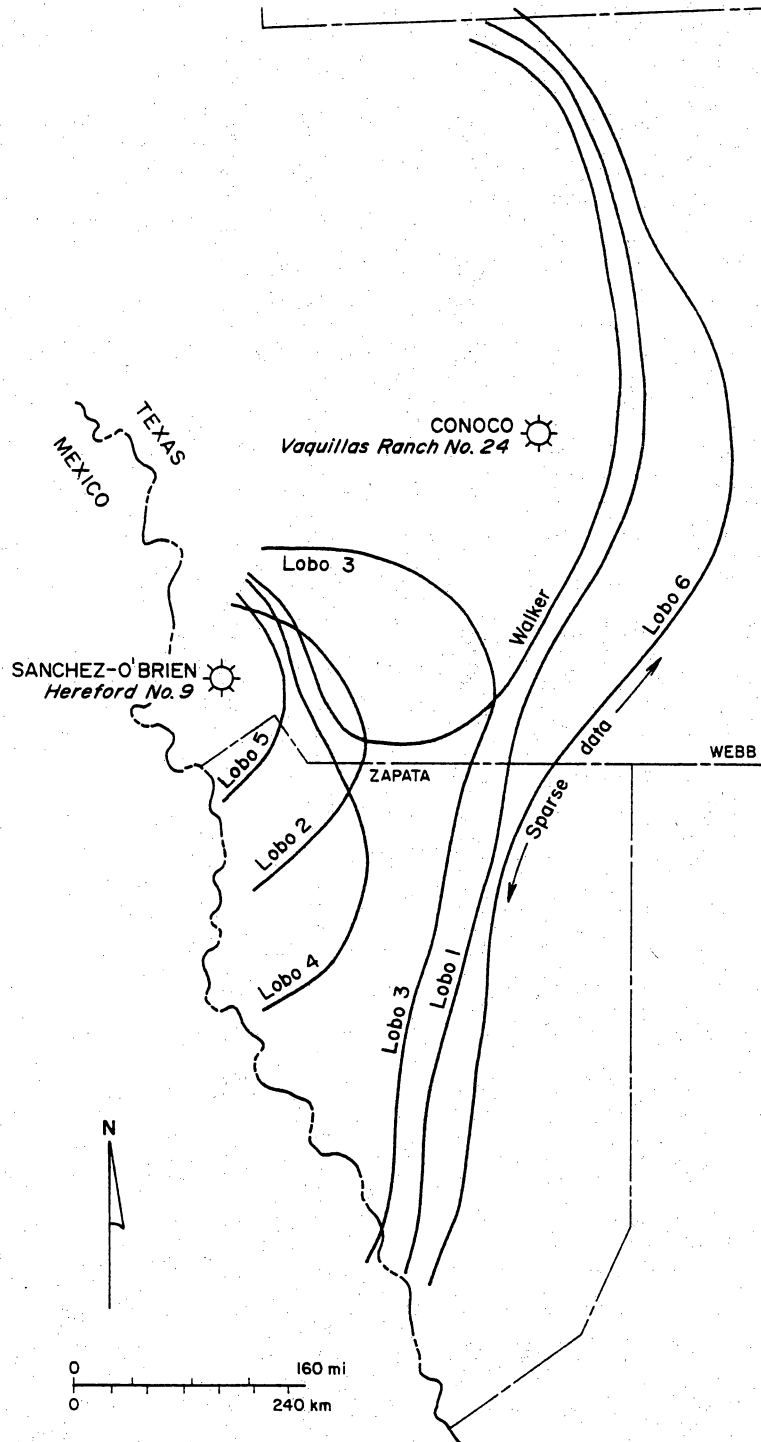 TEXAS
MEXICO
CONOCO
Vaquillas Ranch No. 24
Lobo 3
Walker
Lobo 6
SANCHEZ-O'BRIEN
Hereford No. 9
Sparse data
WEBB
ZAPATA
Lobo 5
Lobo 2
Lobo 4
Lobo 3
Lobo 1
N
0 160 mi
0 240 km